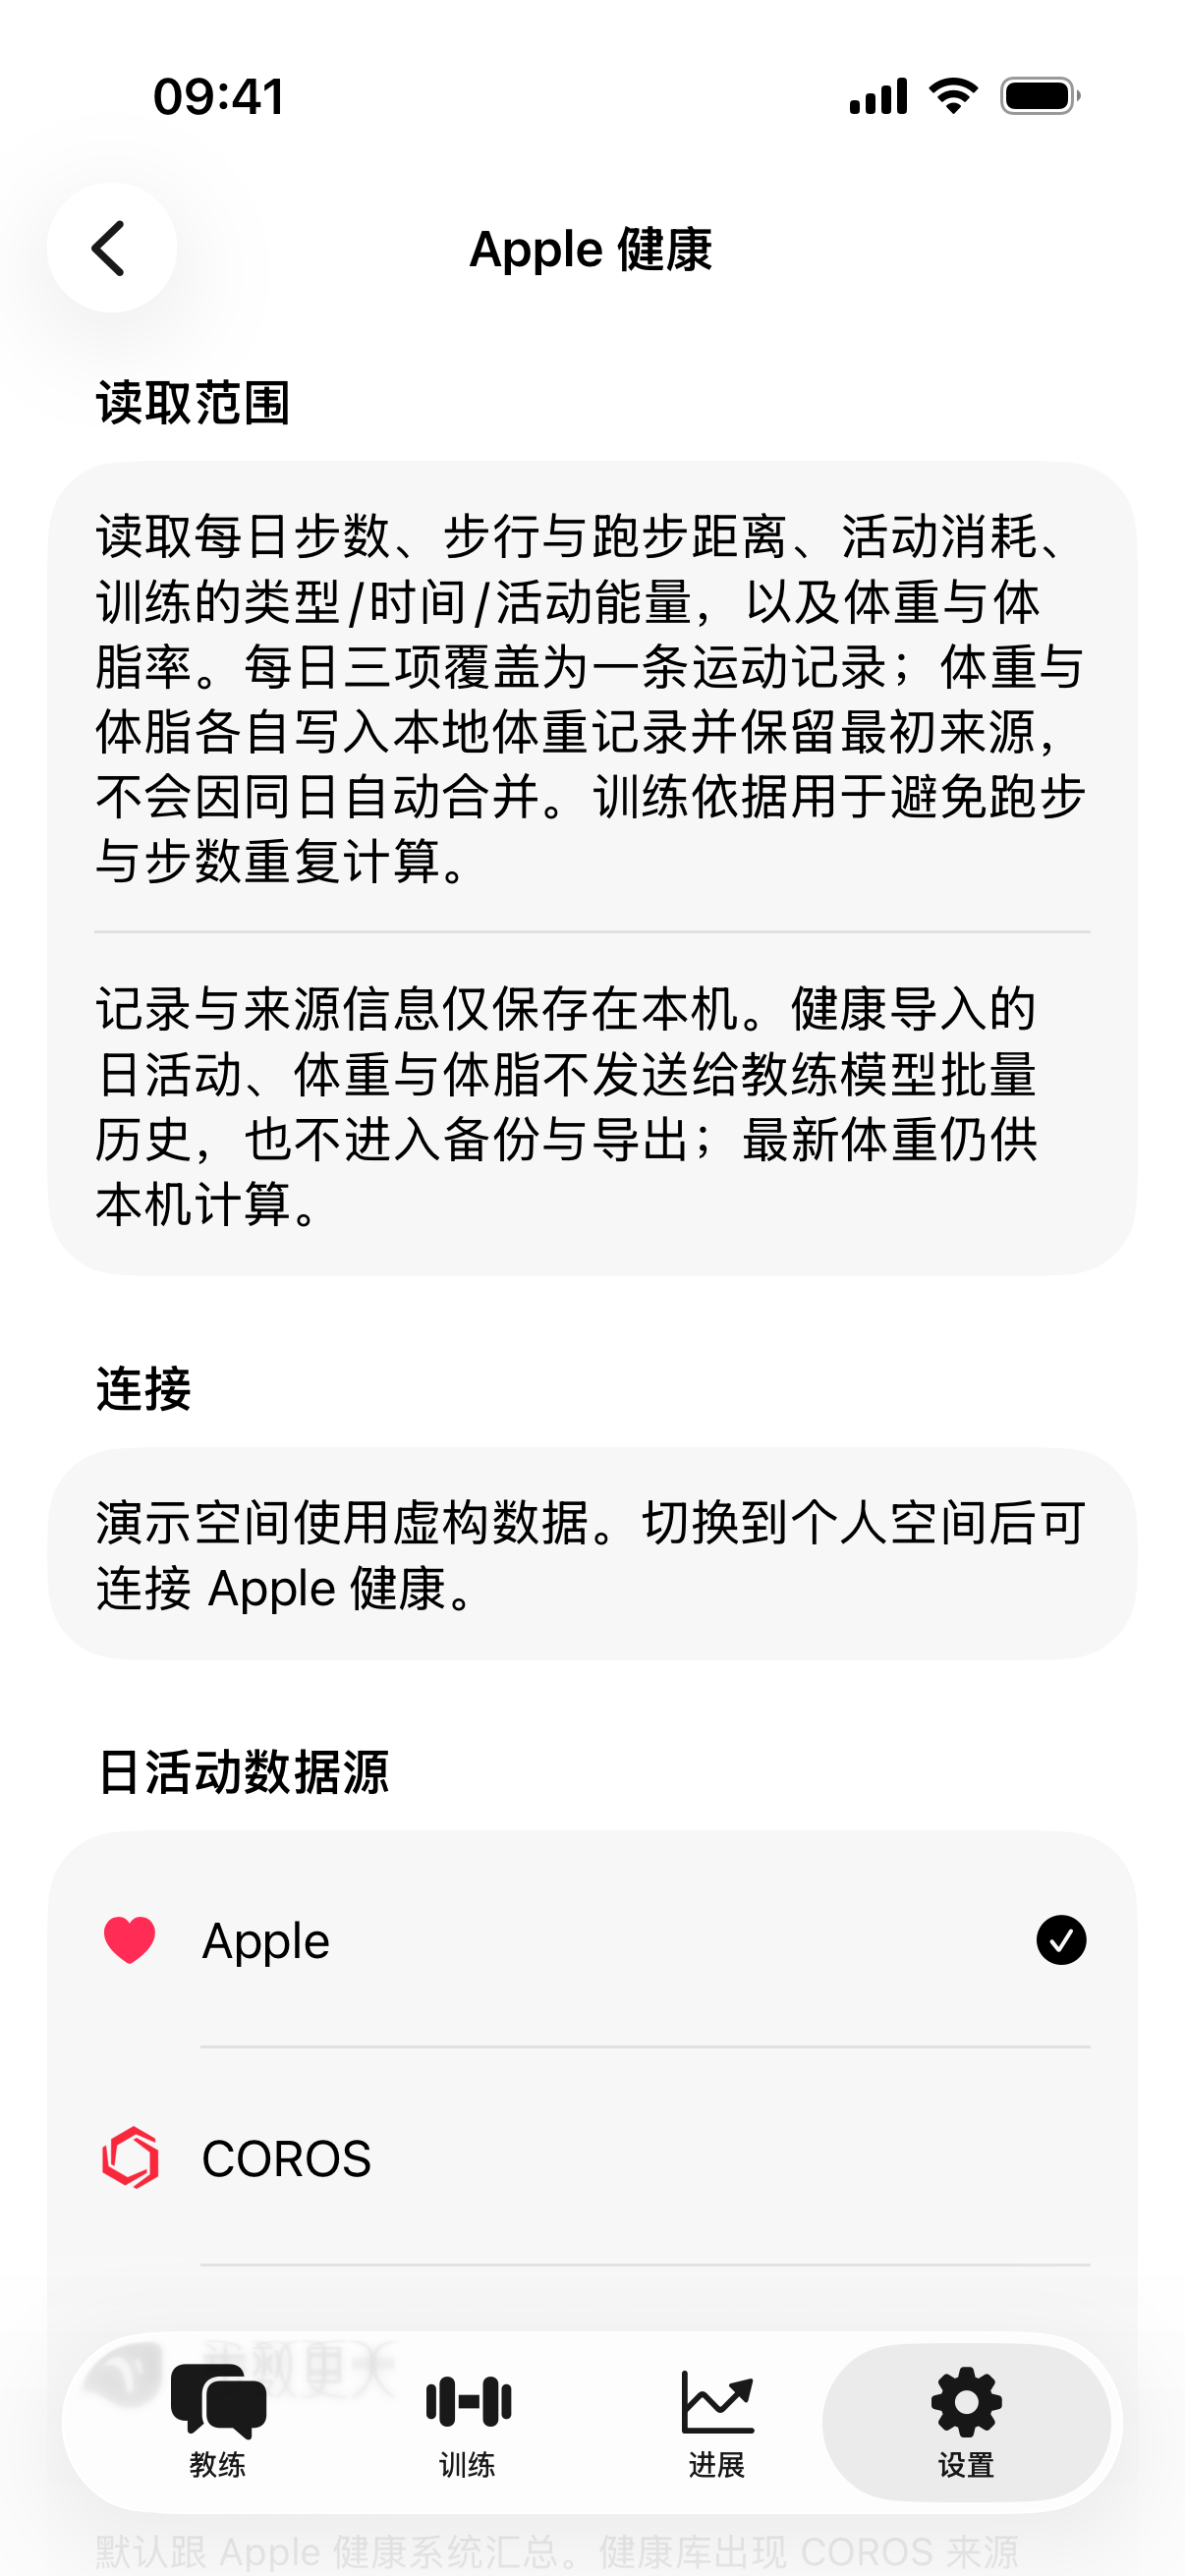 09:41
Apple 健康
读取范围
读取每日步数、步行与跑步距离、活动消耗、
训练的类型/时间/活动能量，以及体重与体
脂率。每日三项覆盖为一条运动记录；体重与
体脂各自写入本地体重记录并保留最初来源，
不会因同日自动合并。训练依据用于避免跑步
与步数重复计算。
记录与来源信息仅保存在本机。健康导入的
日活动、体重与体脂不发送给教练模型批量
历史，也不进入备份与导出；最新体重仍供
本机计算。
连接
演示空间使用虚构数据。切换到个人空间后可
连接 Apple 健康。
日活动数据源
Apple
COROS
教练
训练
进展
设置
默认跟 Apple 健康系统汇总。健康库出现 COROS 来源